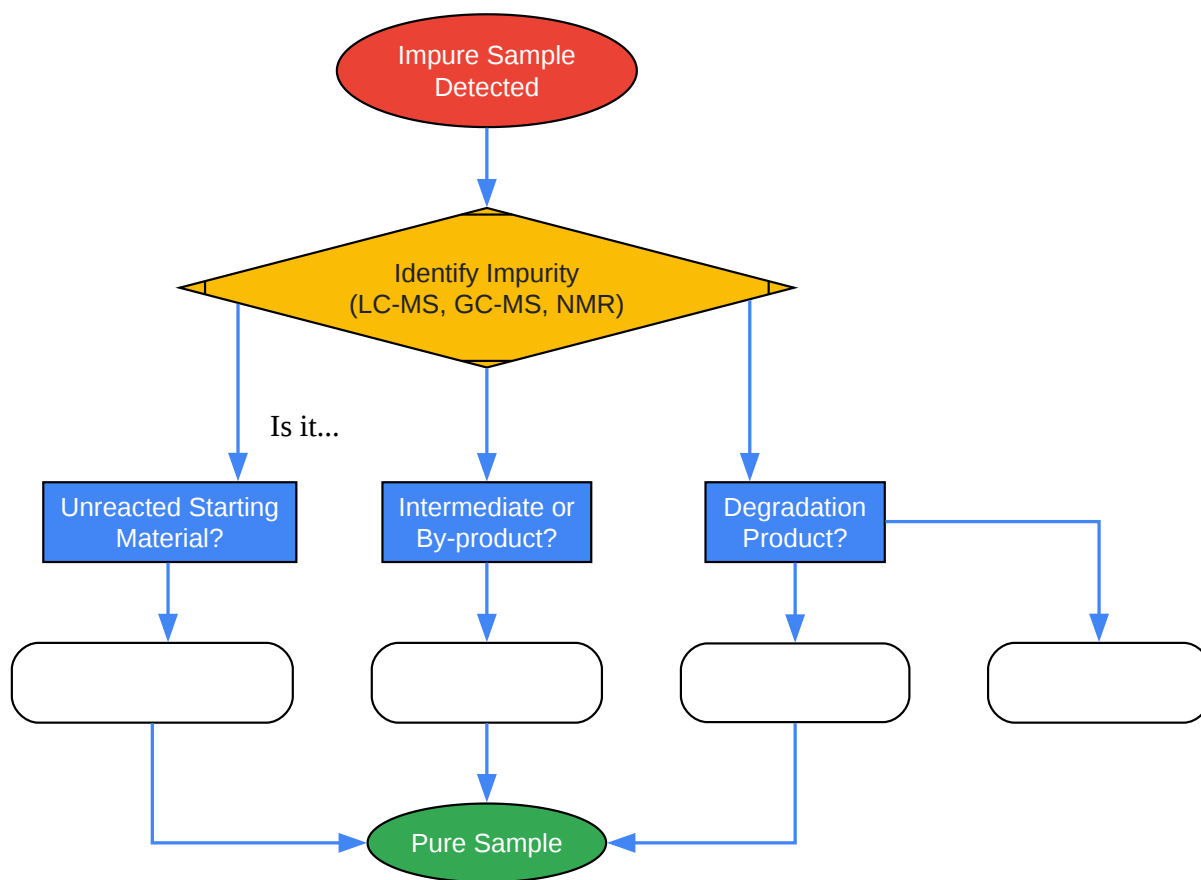 Impure Sample
Detected
Identify Impurity
(LC-MS, GC-MS, NMR)
Is it...
Unreacted Starting
Material?
Intermediate or
By-product?
Degradation
Product?
Pure Sample